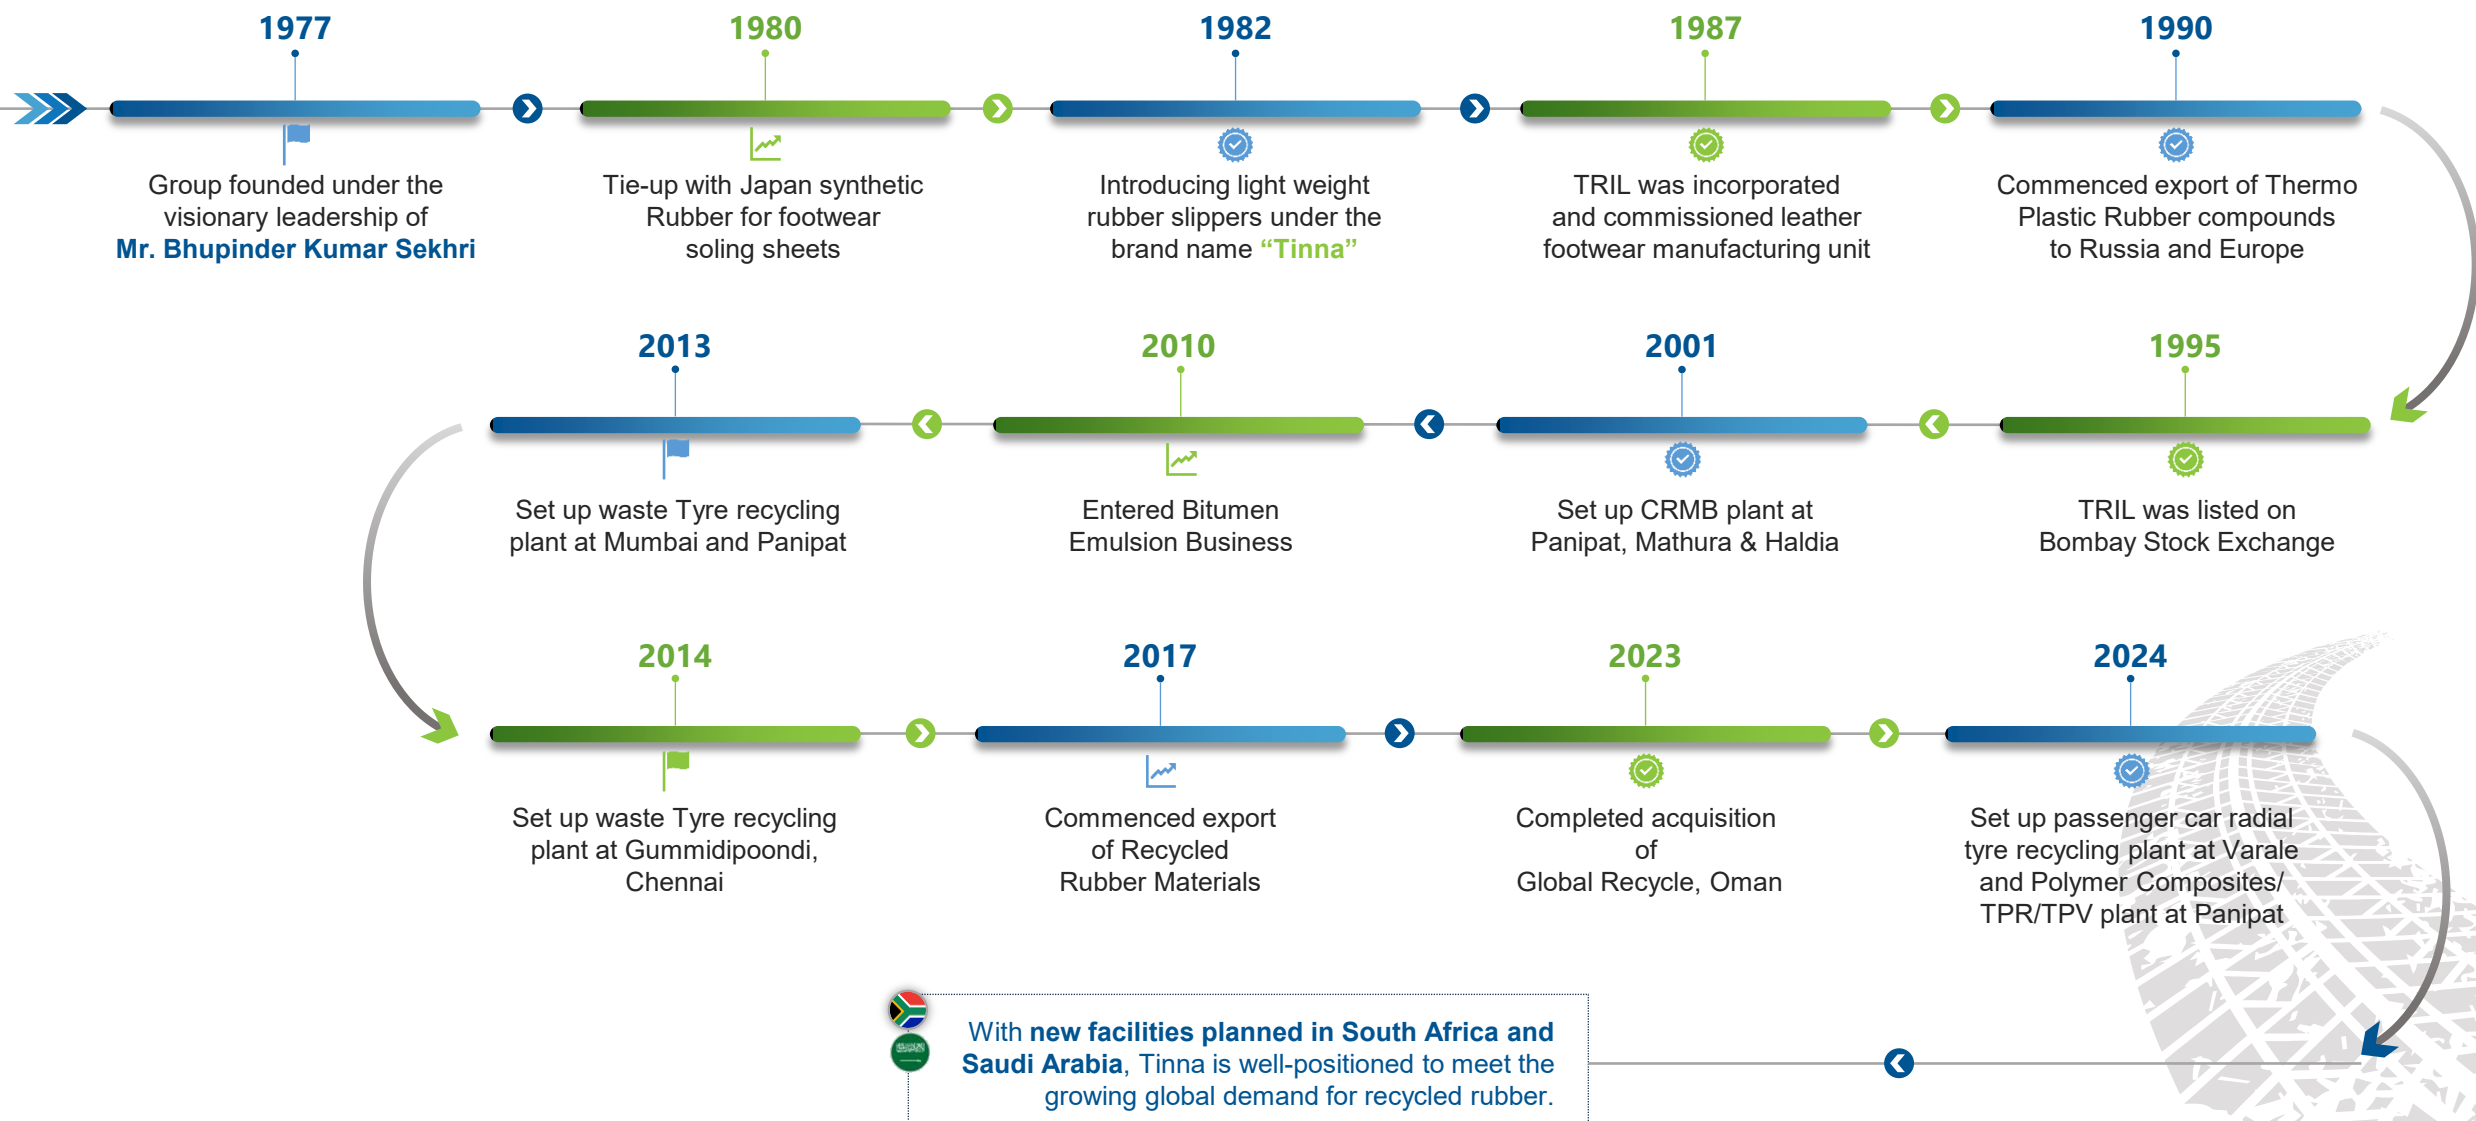 1977
Group founded under the
visionary leadership of
Mr. Bhupinder Kumar Sekhri
1980
Tie-up with Japan synthetic
Rubber for footwear
soling sheets
1982
Introducing light weight
rubber slippers under the
brand name “Tinna”
1987
TRIL was incorporated
and commissioned leather
footwear manufacturing unit
1990
Commenced export of Thermo
Plastic Rubber compounds
to Russia and Europe
1995
TRIL was listed on
Bombay Stock Exchange
2001
Set up CRMB plant at
Panipat, Mathura & Haldia
2010
Entered Bitumen
Emulsion Business
2013
Set up waste Tyre recycling
plant at Mumbai and Panipat
2014
Set up waste Tyre recycling
plant at Gummidipoondi,
Chennai
2017
Commenced export
of Recycled
Rubber Materials
2023
Completed acquisition
of
Global Recycle, Oman
2024
Set up passenger car radial
tyre recycling plant at Varale
and Polymer Composites/
TPR/TPV plant at Panipat
With new facilities planned in South Africa and
Saudi Arabia, Tinna is well-positioned to meet the
growing global demand for recycled rubber.